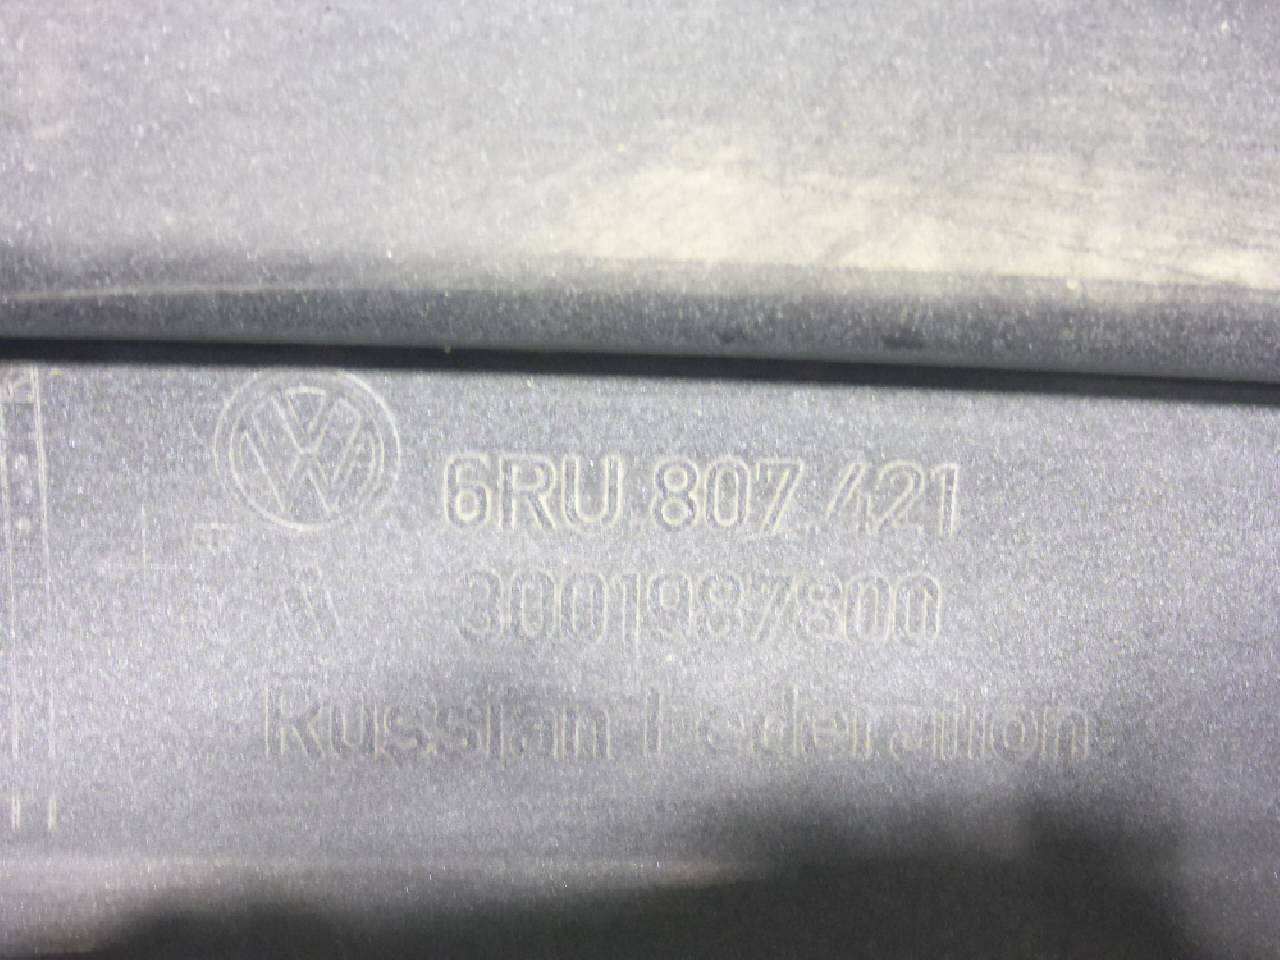 6RU 807 421
3001987800
Russian Federation